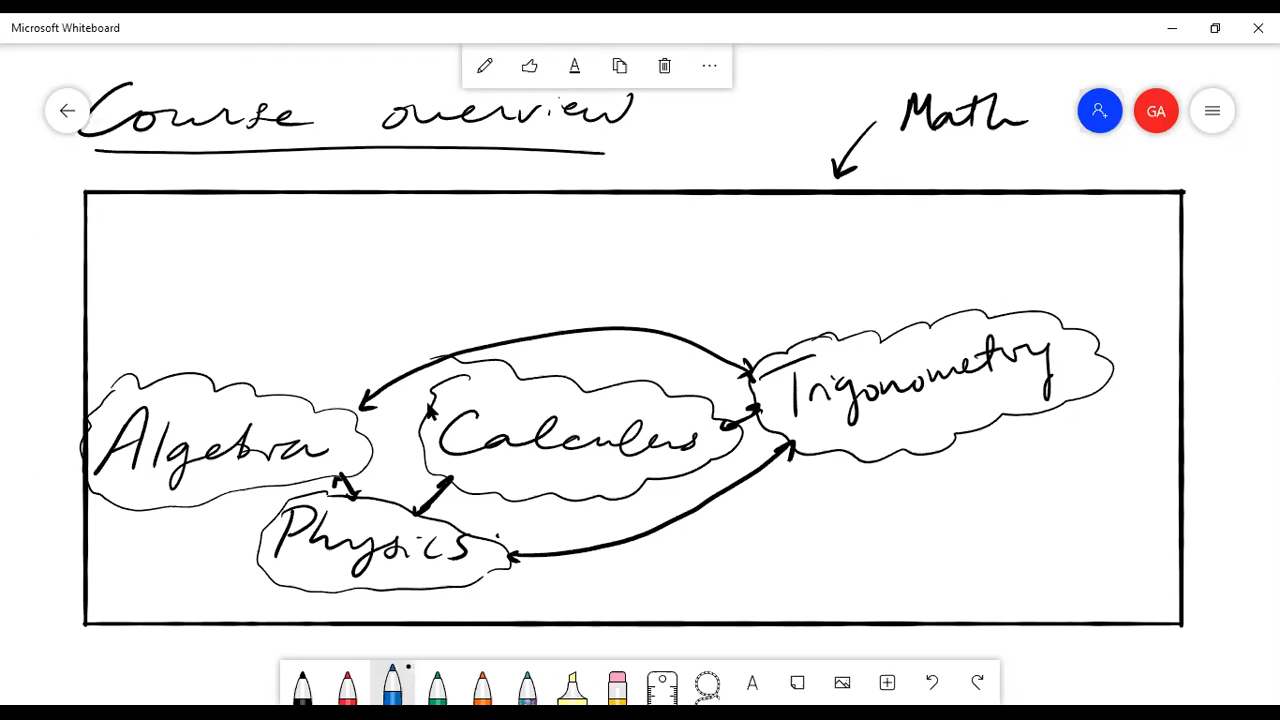 Microsoft Whiteboard
Course overview
Math
GA
Trigonometry
Algebra
Calculus
Physics